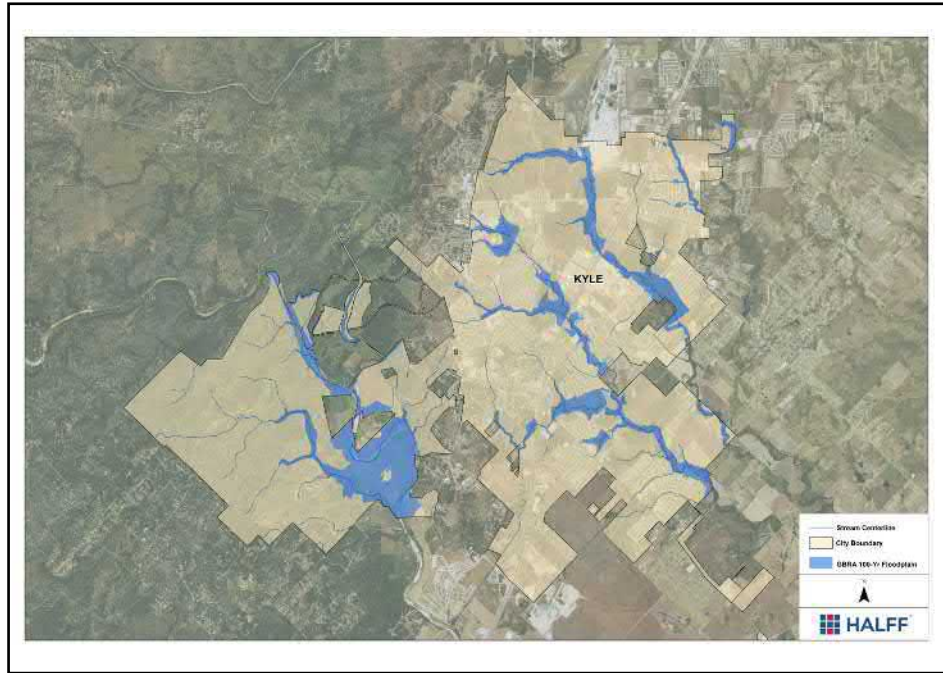 KYLE
Stream Centerline
City Boundary
GBRA 100-Yr Floodplain
N
HALFF